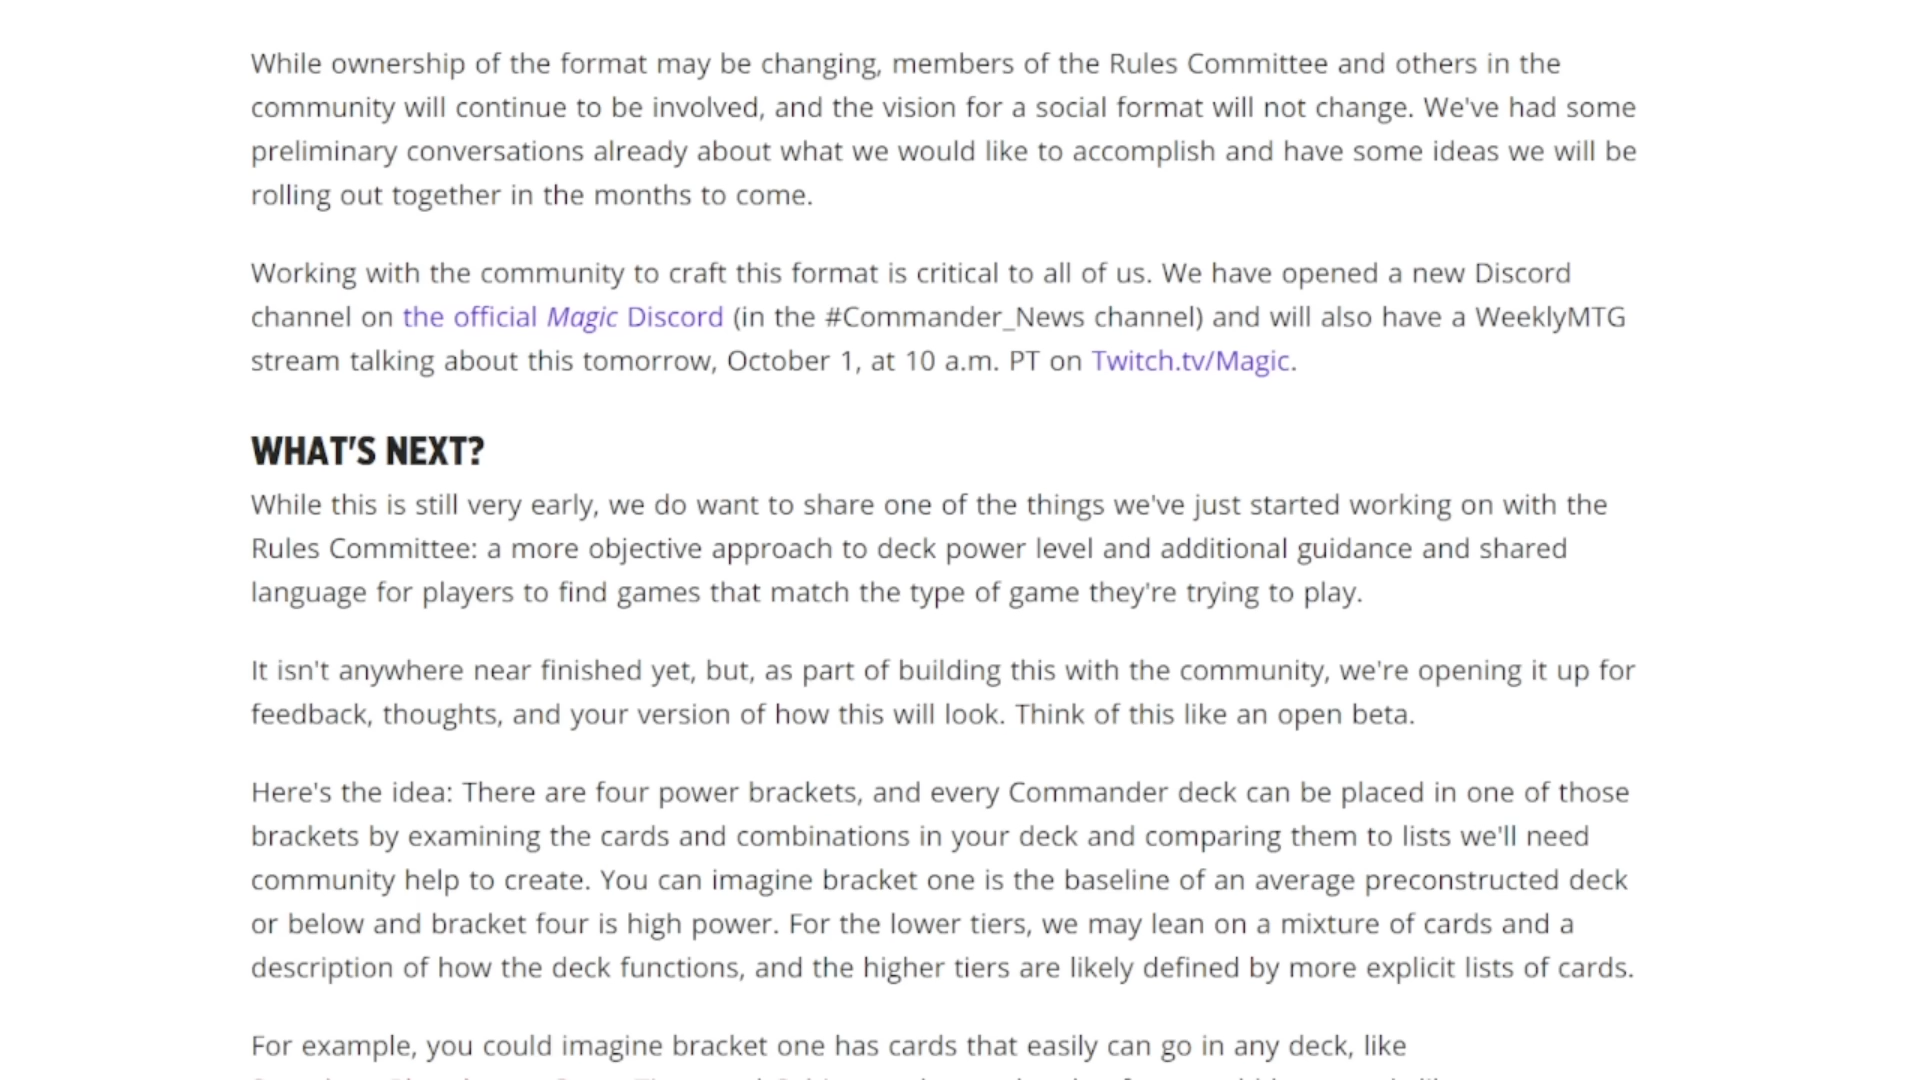 While ownership of the format may be changing, members of the Rules Committee and others in the
community will continue to be involved, and the vision for a social format will not change. We've had some
preliminary conversations already about what we would like to accomplish and have some ideas we will be
rolling out together in the months to come.
Working with the community to craft this format is critical to all of us. We have opened a new Discord
channel on the official Magic Discord (in the #Commander_News channel) and will also have a WeeklyMTG
stream talking about this tomorrow, October 1, at 10 a.m. PT on Twitch.tv/Magic.
WHAT'S NEXT?
While this is still very early, we do want to share one of the things we've just started working on with the
Rules Committee: a more objective approach to deck power level and additional guidance and shared
language for players to find games that match the type of game they're trying to play.
It isn't anywhere near finished yet, but, as part of building this with the community, we're opening it up for
feedback, thoughts, and your version of how this will look. Think of this like an open beta.
Here's the idea: There are four power brackets, and every Commander deck can be placed in one of those
brackets by examining the cards and combinations in your deck and comparing them to lists we'll need
community help to create. You can imagine bracket one is the baseline of an average preconstructed deck
or below and bracket four is high power. For the lower tiers, we may lean on a mixture of cards and a
description of how the deck functions, and the higher tiers are likely defined by more explicit lists of cards.
For example, you could imagine bracket one has cards that easily can go in any deck, like